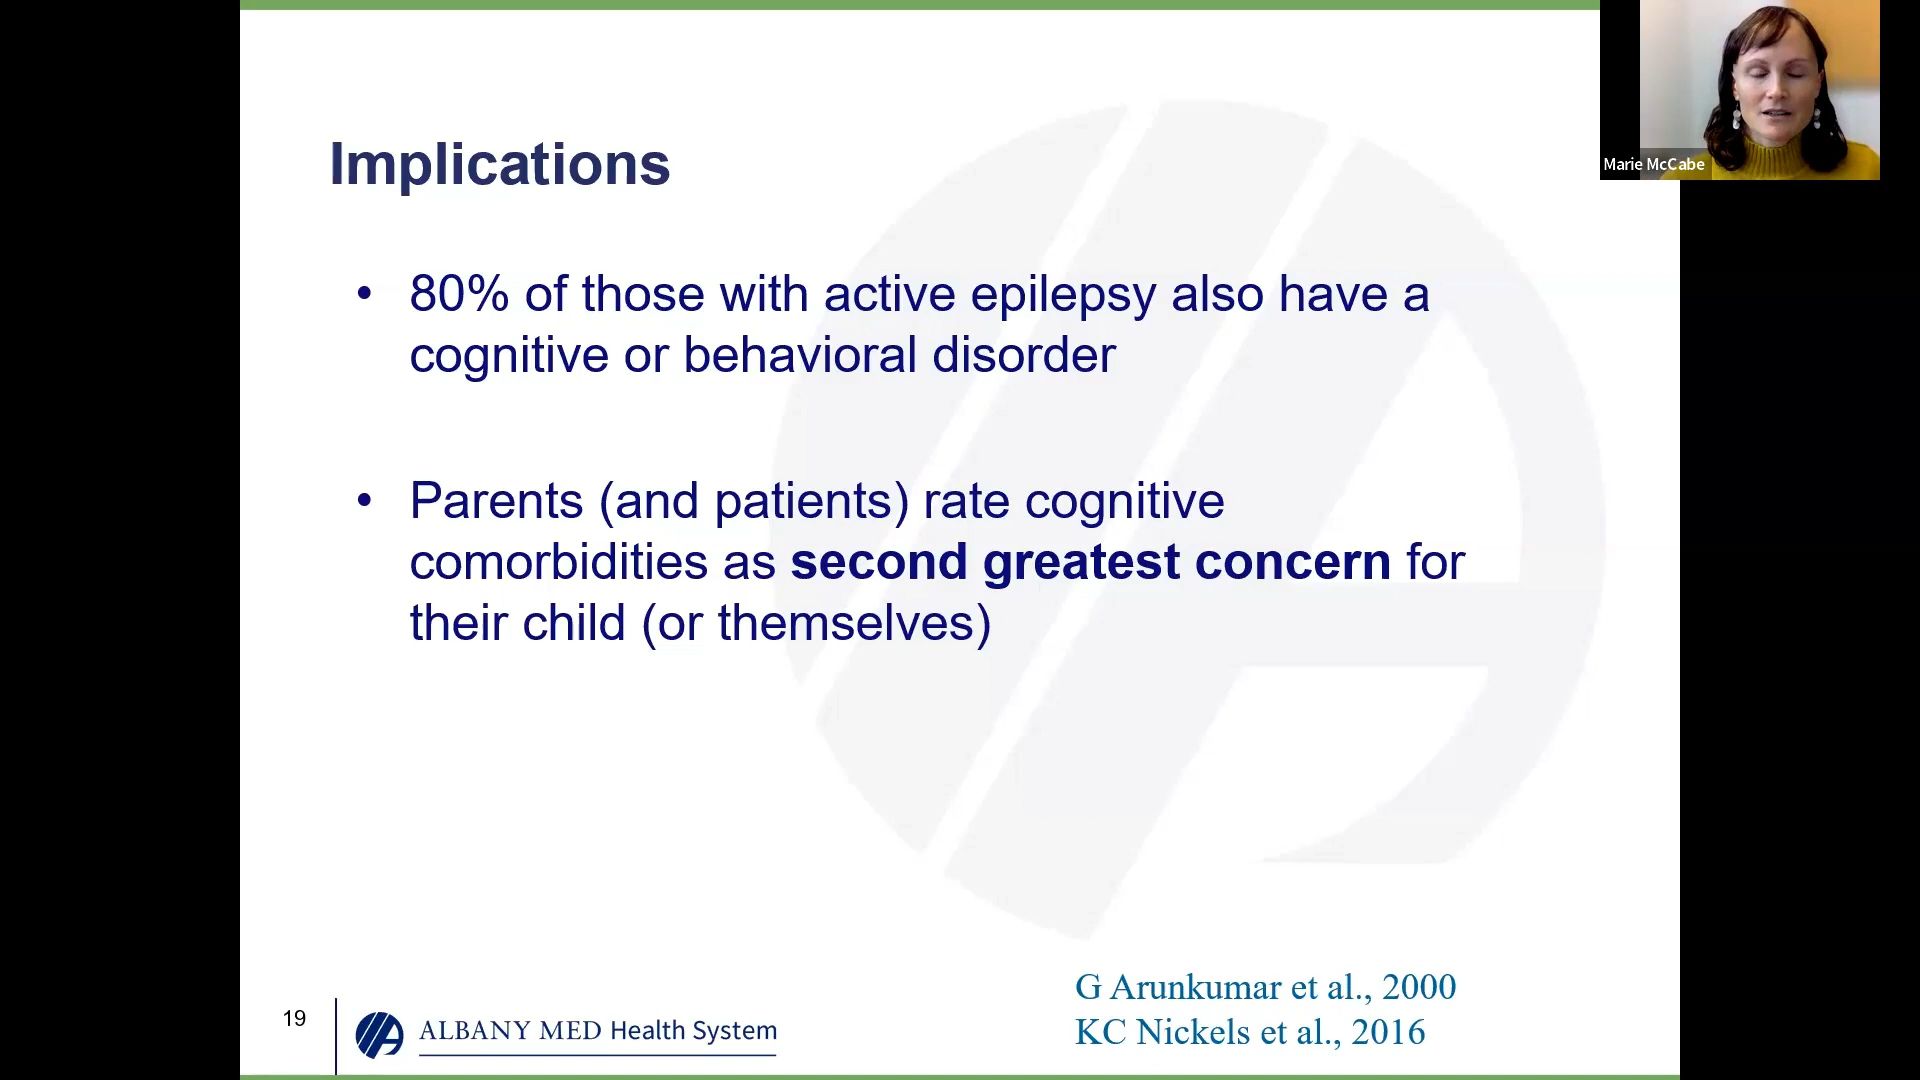 Implications
• 80% of those with active epilepsy also have a
cognitive or behavioral disorder
• Parents (and patients) rate cognitive
comorbidities as second greatest concern for
their child (or themselves)
G Arunkumar et al., 2000
KC Nickels et al., 2016
19
ALBANY MED Health System
Marie McCabe